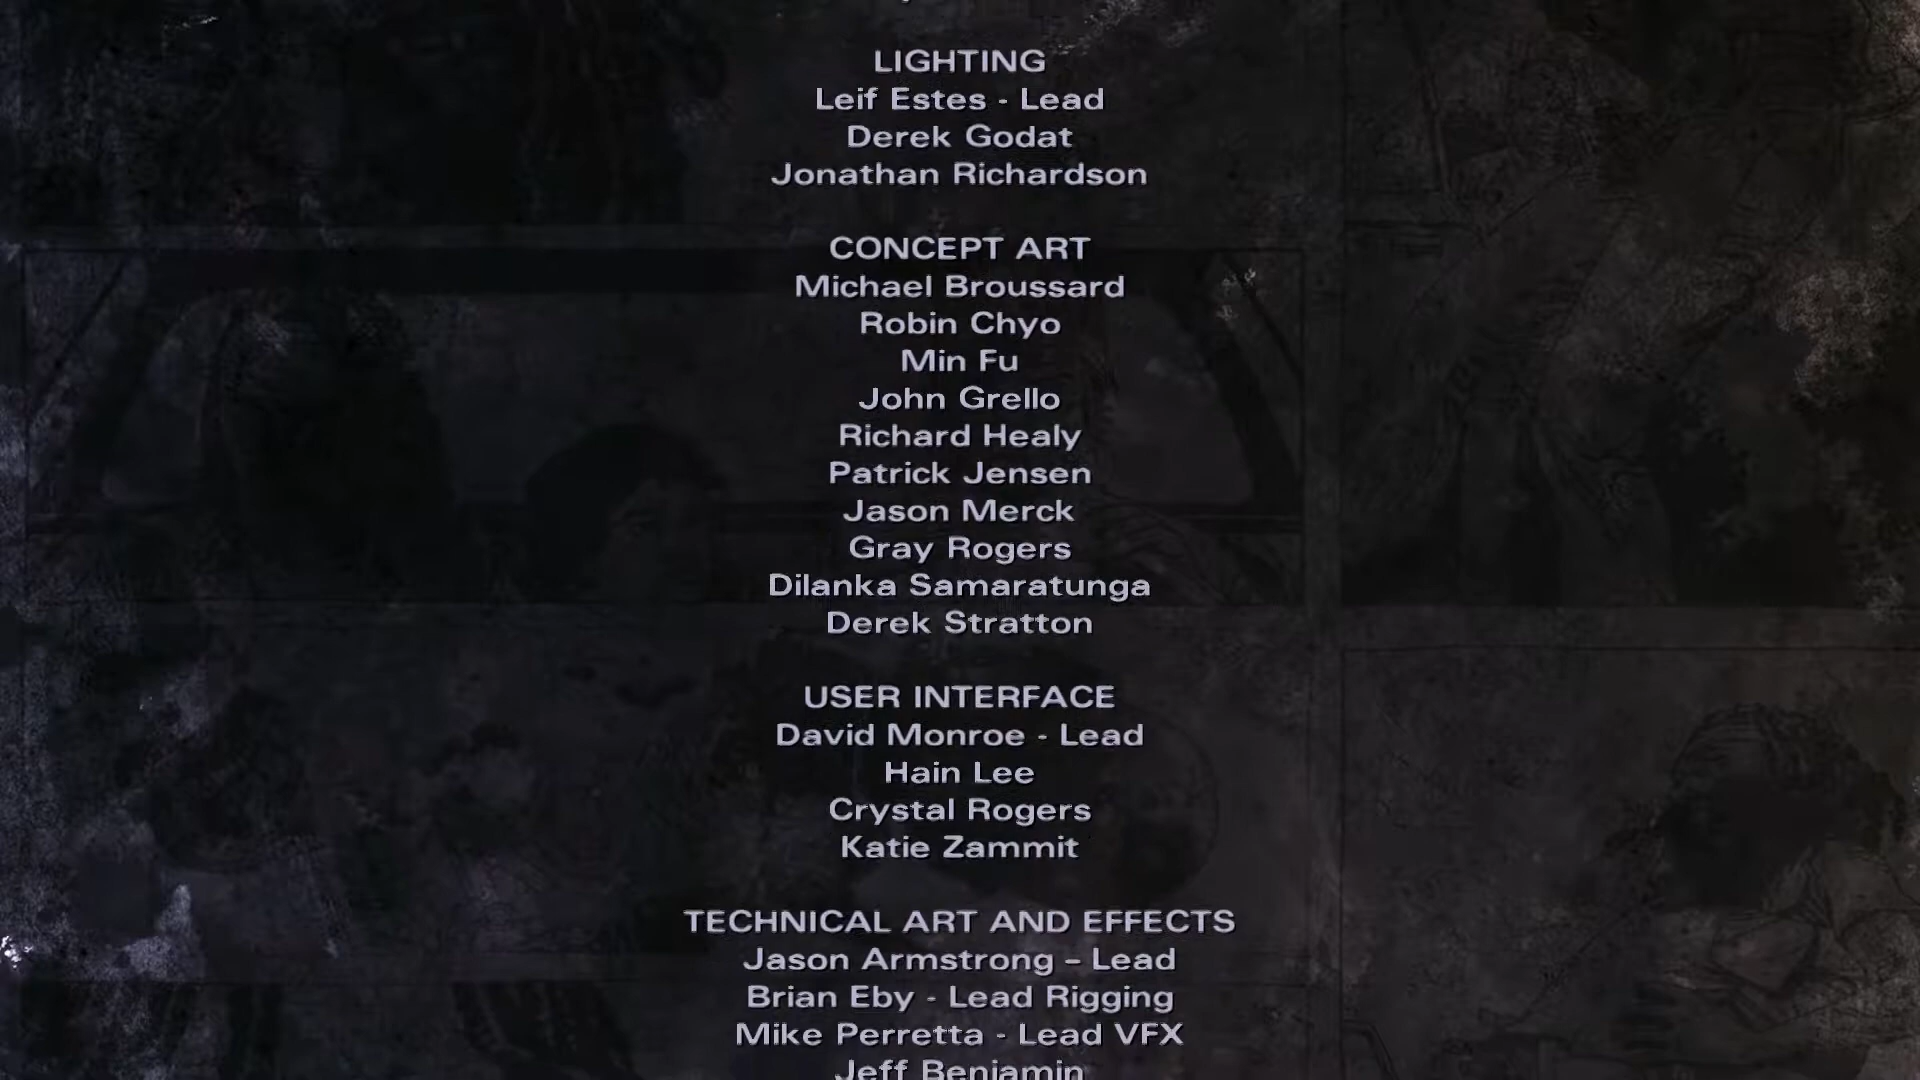 LIGHTING
Leif Estes - Lead
Derek Godat
Jonathan Richardson
CONCEPT ART
Michael Broussard
Robin Chyo
Min Fu
John Grello
Richard Healy
Patrick Jensen
Jason Merck
Gray Rogers
Dilanka Samaratunga
Derek Stratton
USER INTERFACE
David Monroe - Lead
Hain Lee
Crystal Rogers
Katie Zammit
TECHNICAL ART AND EFFECTS
Jason Armstrong – Lead
Brian Eby - Lead Rigging
Mike Perretta - Lead VFX
Jeff Benjamin